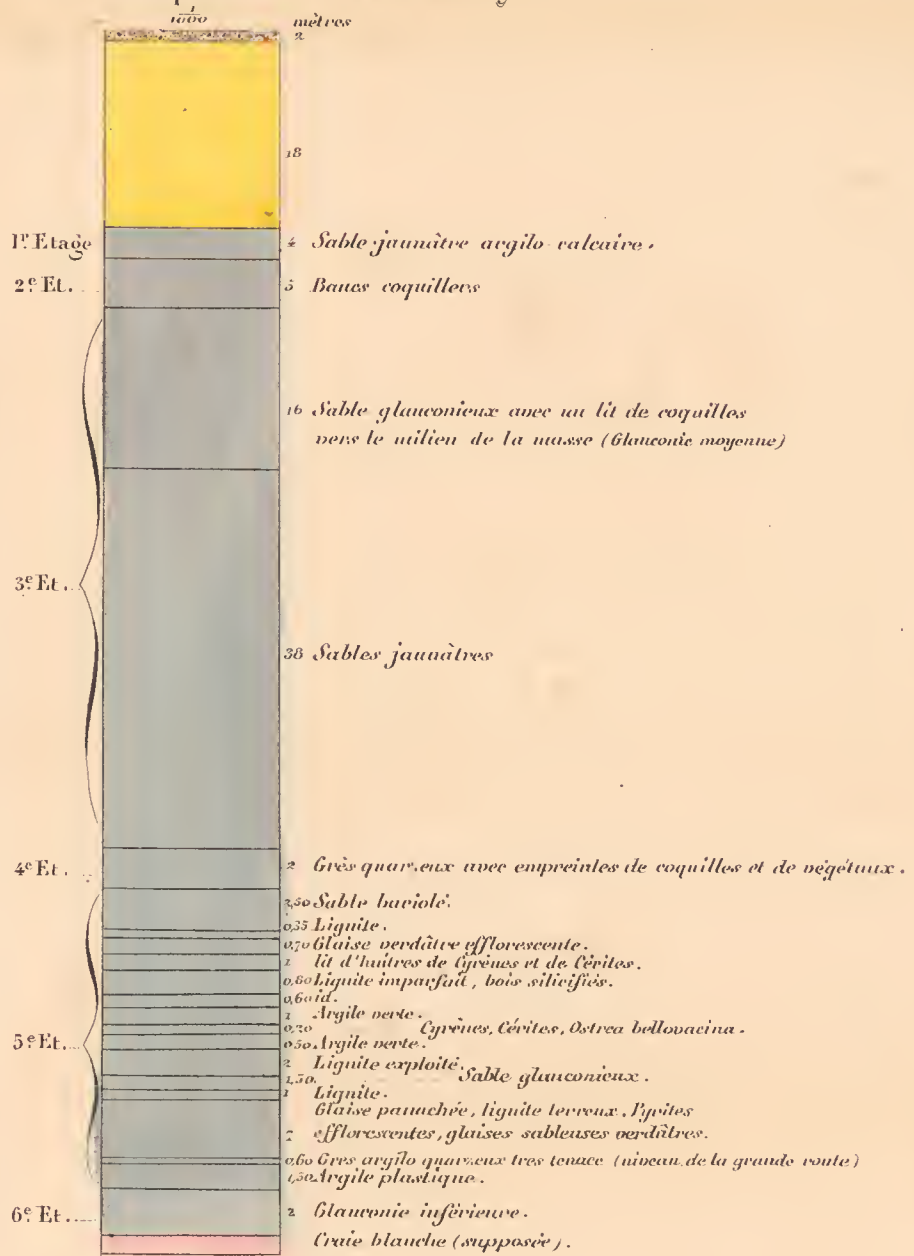 1/1000
mètres
2
18
1r. Etage 4 Sable jaunâtre argilo calcaire.
2e. Et. 5 Bancs coquillers
16 Sable glauconieux avec un lit de coquilles
vers le milieu de la masse (Glauconie moyenne)
3e. Et.
38 Sables jaunâtres
4e Et. 2 Grès quarzeux avec empreintes de coquilles et de végétaux.
2,50 Sable bariolé.
0,35 Lignite.
0,70 Glaise verdâtre efflorescente.
1 lit d'huîtres de Cyrènes et de Cérites.
0,80 Lignite imparfait, bois silicifiés.
0,60 id.
1 Argile verte.
0,20 Cyrènes, Cérites, Ostrea bellovacina.
5e Et. 0,50 Argile verte.
2 Lignite exploité.
1,50. Sable glauconieux.
1 Lignite.
Glaise panachée, lignite terreux, Pyrites
7 efflorescentes, glaises sableuses verdâtres.
0,60 Gres argilo quarzeux tres tenace (niveau de la grande route)
1,50 Argile plastique.
6e. Et. 2 Glauconie inférieure.
Craie blanche (supposée).